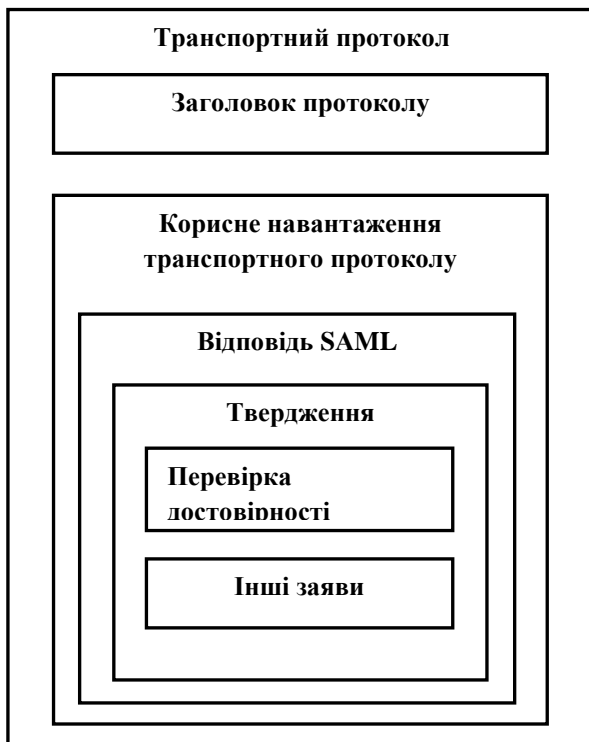 Транспортний протокол
Заголовок протоколу
Корисне навантаження
транспортного протоколу
Відповідь SAML
Твердження
Перевірка
достовірності
Інші заяви